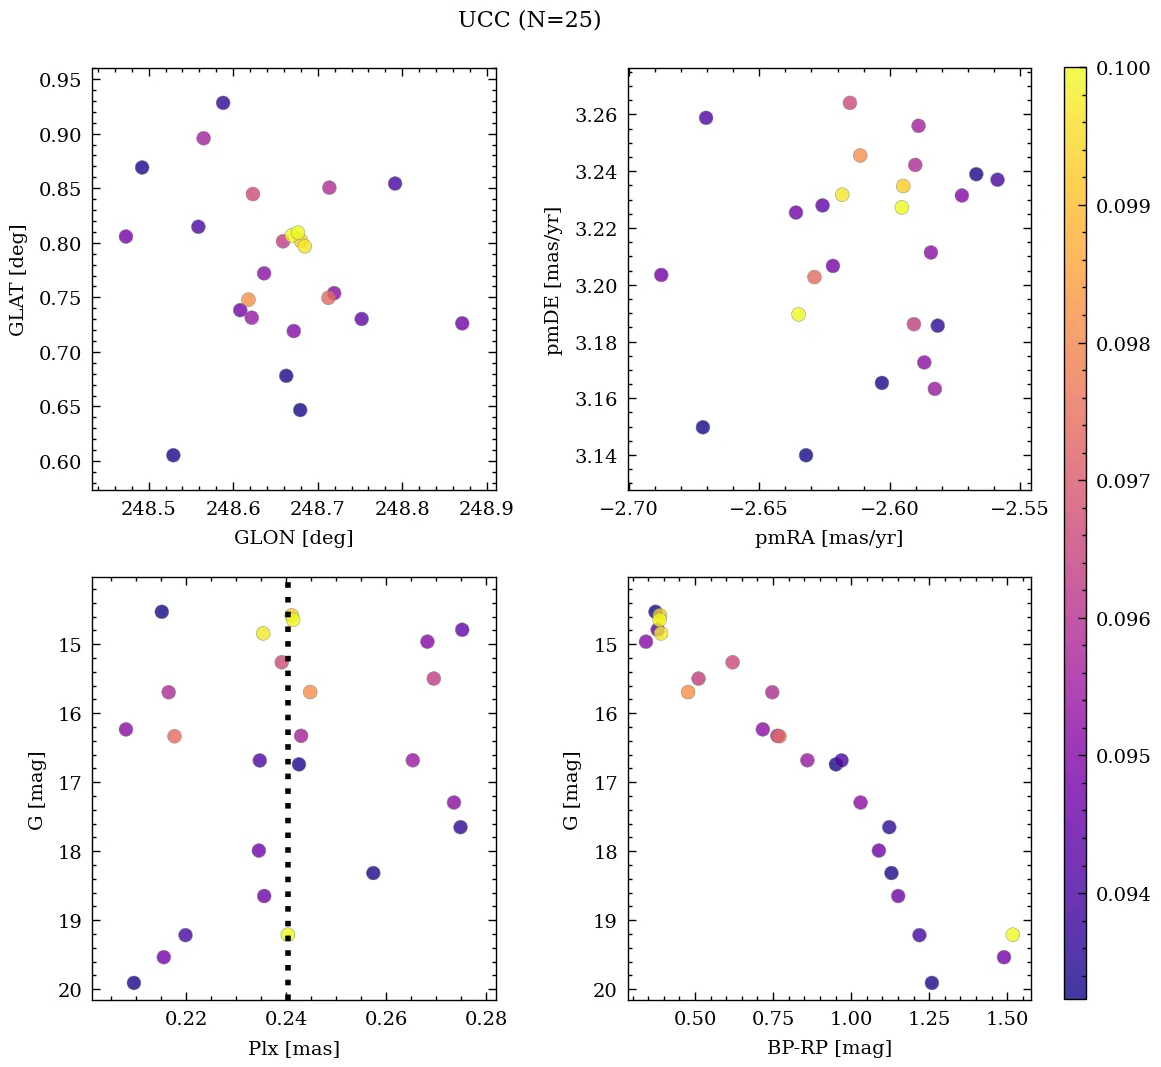 UCC (N=25)
0.95
0.90
0.85
0.80
0.75
0.70
0.65
0.60
GLAT [deg]
248.5 248.6 248.7 248.8 248.9
GLON [deg]
3.26
3.24
3.22
3.20
3.18
3.16
3.14
pmDE [mas/yr]
−2.70 −2.65 −2.60 −2.55
pmRA [mas/yr]
0.100
0.099
0.098
0.097
0.096
0.095
0.094
15
16
17
18
19
20
G [mag]
0.22 0.24 0.26 0.28
Plx [mas]
15
16
17
18
19
20
G [mag]
0.50 0.75 1.00 1.25 1.50
BP-RP [mag]